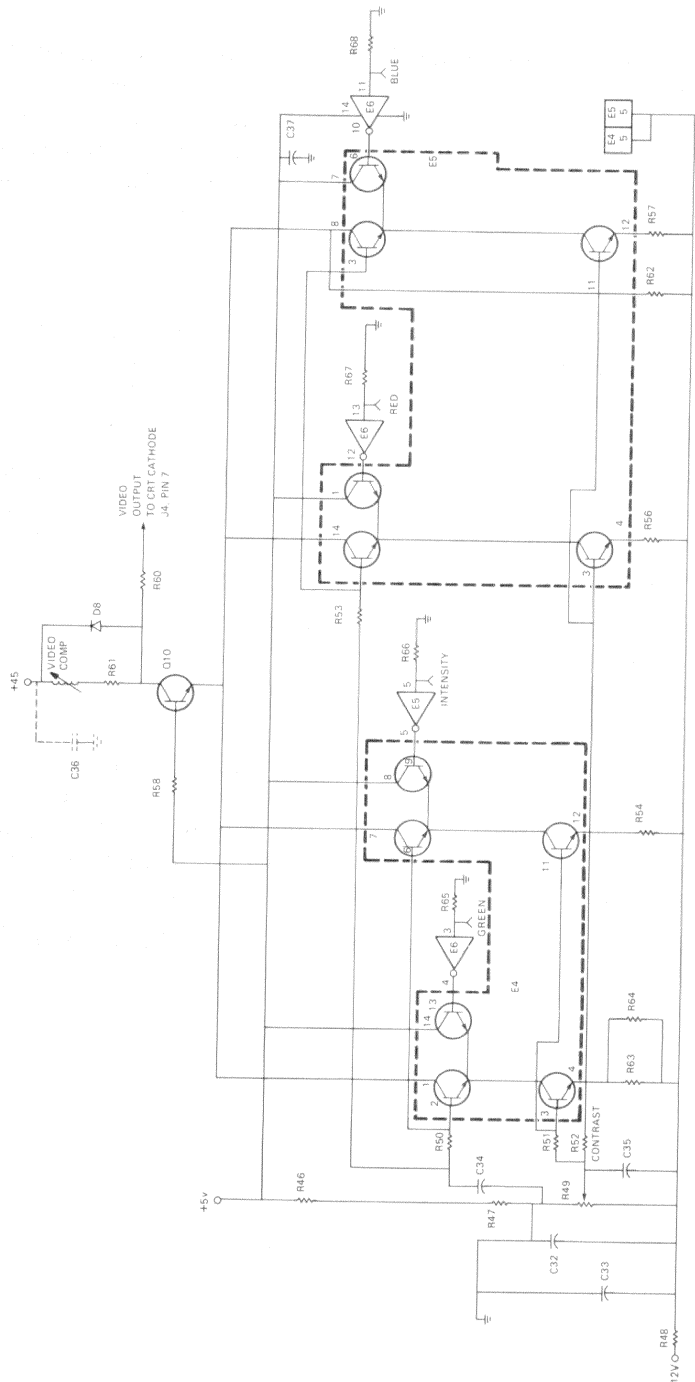 +45
VIDEO COMP
D8
R61
C36
Q10
R58
R60
VIDEO
OUTPUT
TO CRT CATHODE
J4, PIN 7
+5v
R46
R47
C34
R49
CONTRAST
C35
C32
C33
R48
12V
R50
R51
R52
2
1
14
13
4
3
E6
GREEN
R65
3
4
E4
R63
R64
7
6
8
9
5
E5
5
INTENSITY
R66
11
12
R54
R53
14
1
12
E6
13
RED
R67
3
4
R56
3
8
7
6
10
E6
14
11
BLUE
R68
C37
E5
11
12
R62
R57
E4
5
E5
5